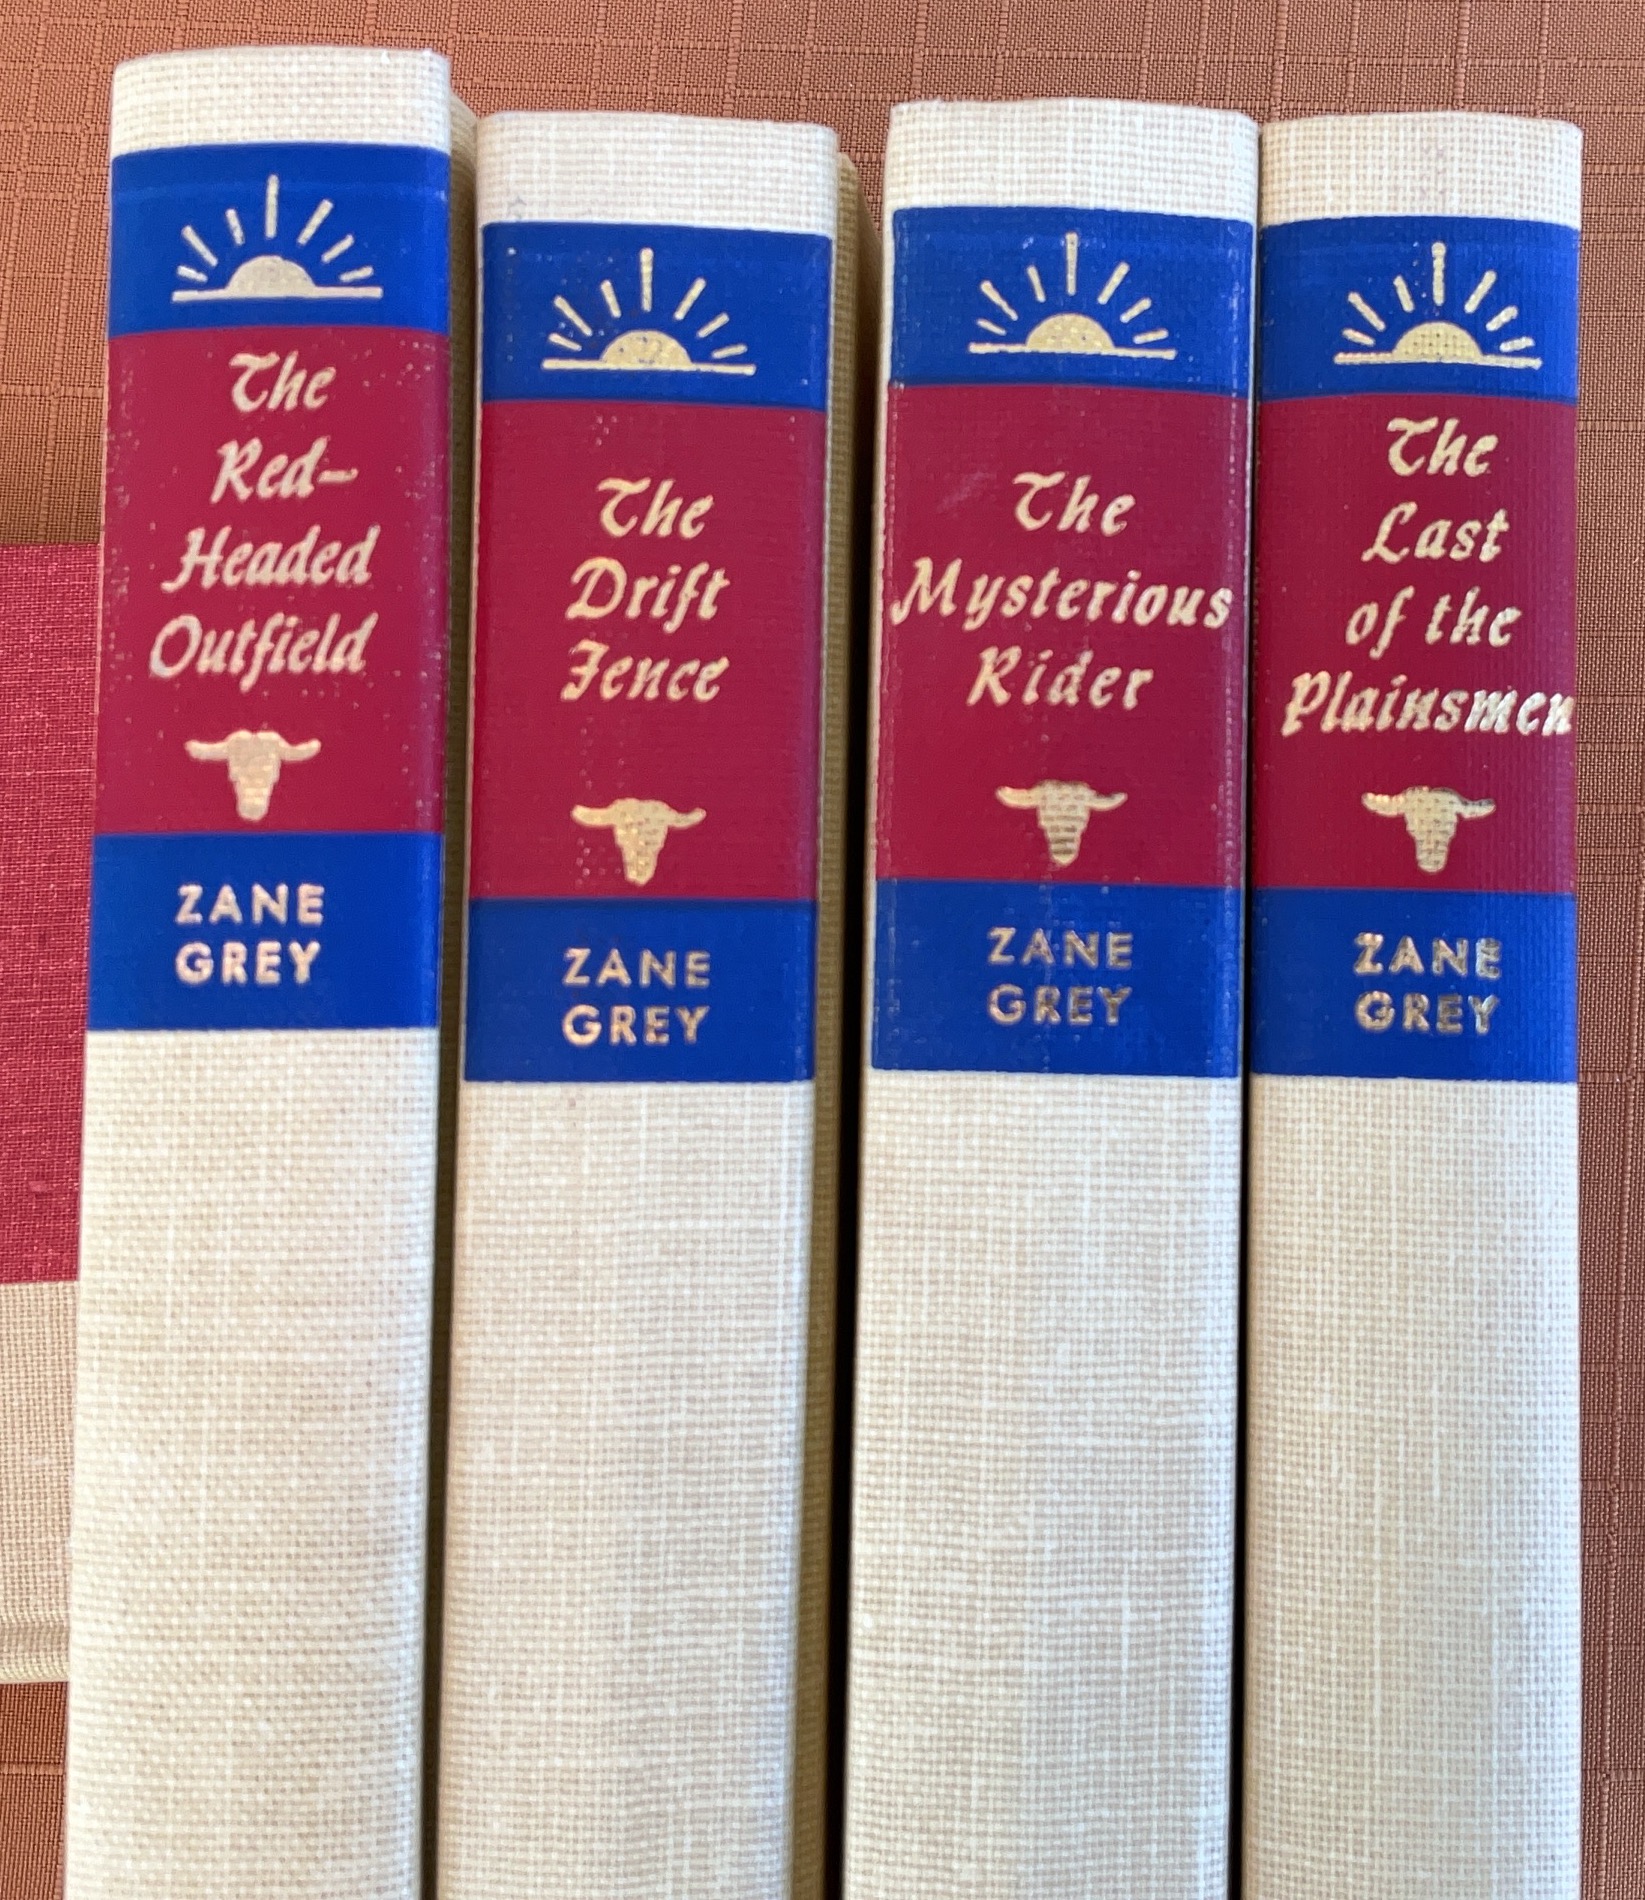 The
Red-
Headed
Outfield
ZANE
GREY
The
Drift
Fence
ZANE
GREY
The
Mysterious
Rider
ZANE
GREY
The
Last
of the
Plainsmen
ZANE
GREY